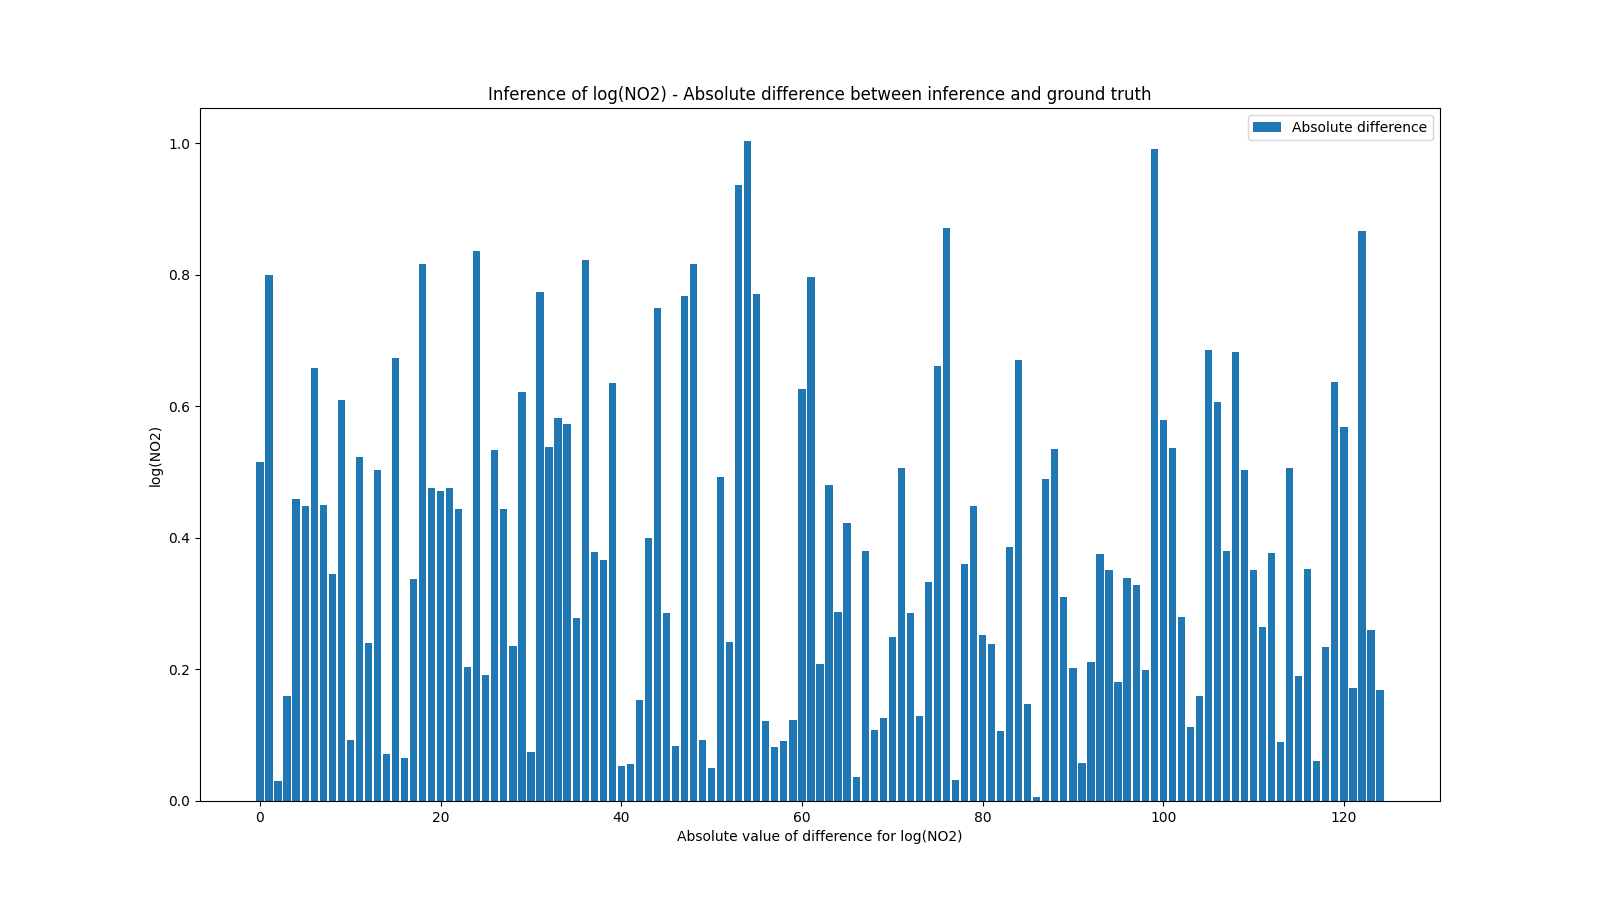 Inference of log(NO2) - Absolute difference between inference and ground truth
Absolute difference
1.0
0.8
0.6
0.4
0.2
0.0
log(NO2)
0 20 40 60 80 100 120
Absolute value of difference for log(NO2)